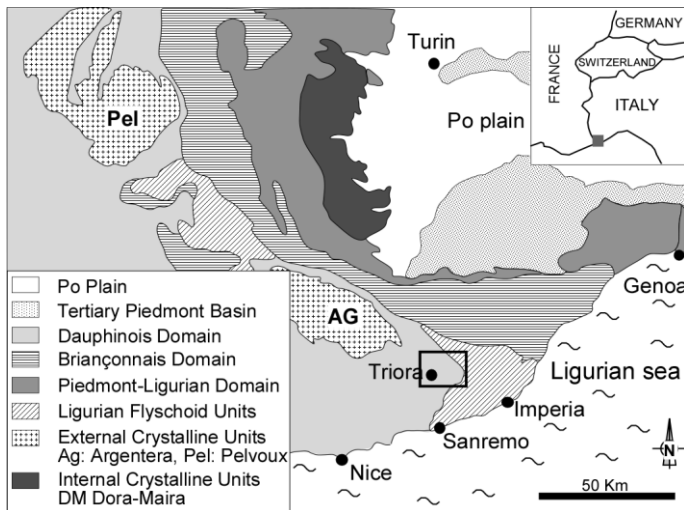 GERMANY
FRANCE
SWITZERLAND
ITALY
Turin
Pel
Po plain
Genoa
AG
Triora
Ligurian sea
Imperia
Sanremo
Nice
N
50 Km
Po Plain
Tertiary Piedmont Basin
Dauphinois Domain
Briançonnais Domain
Piedmont-Ligurian Domain
Ligurian Flyschoid Units
External Crystalline Units
Ag: Argentera, Pel: Pelvoux
Internal Crystalline Units
DM Dora-Maira